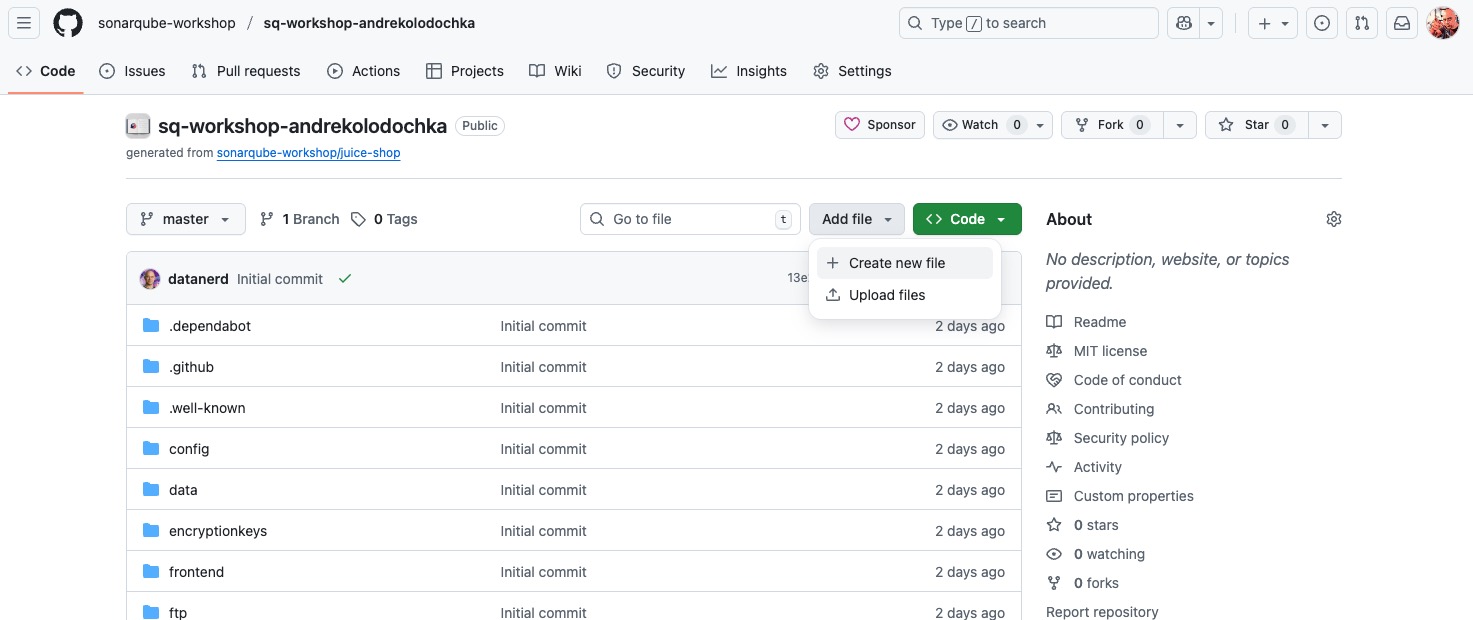 sonarqube-workshop / sq-workshop-andrekolodochka
Type / to search
Code Issues Pull requests Actions Projects Wiki Security Insights Settings
sq-workshop-andrekolodochka Public
Sponsor Watch 0 Fork 0 Star 0
generated from sonarqube-workshop/juice-shop
master 1 Branch 0 Tags
Go to file t
Add file
Code
Create new file
Upload files
datanerd Initial commit 13e
.dependabot Initial commit 2 days ago
.github Initial commit 2 days ago
.well-known Initial commit 2 days ago
config Initial commit 2 days ago
data Initial commit 2 days ago
encryptionkeys Initial commit 2 days ago
frontend Initial commit 2 days ago
ftp Initial commit 2 days ago
About
No description, website, or topics
provided.
Readme
MIT license
Code of conduct
Contributing
Security policy
Activity
Custom properties
0 stars
0 watching
0 forks
Report repository